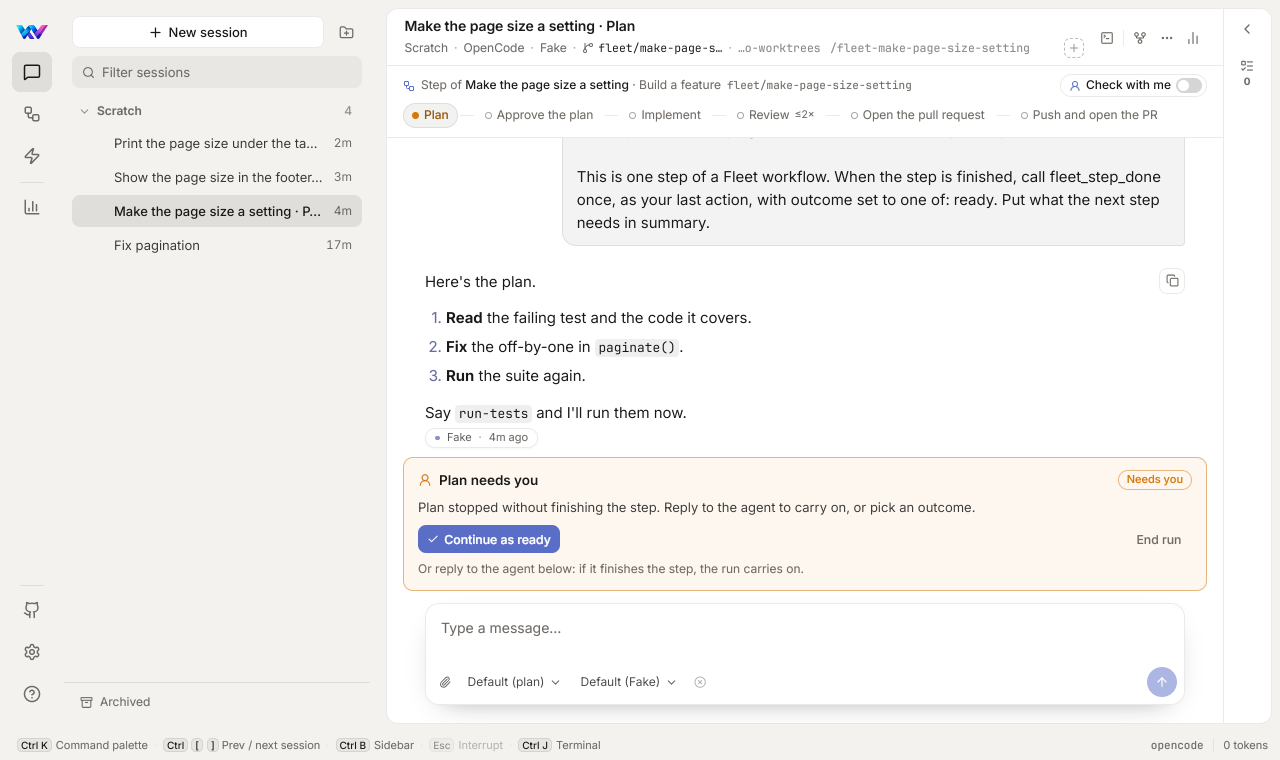 New session
Filter sessions
Scratch 4
Print the page size under the ta... 2m
Show the page size in the footer... 3m
Make the page size a setting · P... 4m
Fix pagination 17m
Archived
Make the page size a setting · Plan
Scratch · OpenCode · Fake · fleet/make-page-s… · …o-worktrees /fleet-make-page-size-setting
Step of Make the page size a setting · Build a feature fleet/make-page-size-setting
Check with me
Plan
Approve the plan
Implement
Review ≤2×
Open the pull request
Push and open the PR
0
This is one step of a Fleet workflow. When the step is finished, call fleet_step_done
once, as your last action, with outcome set to one of: ready. Put what the next step
needs in summary.
Here's the plan.
1. Read the failing test and the code it covers.
2. Fix the off-by-one in paginate().
3. Run the suite again.
Say run-tests and I'll run them now.
Fake · 4m ago
Plan needs you
Needs you
Plan stopped without finishing the step. Reply to the agent to carry on, or pick an outcome.
Continue as ready
End run
Or reply to the agent below: if it finishes the step, the run carries on.
Type a message...
Default (plan)
Default (Fake)
Ctrl K Command palette · Ctrl [ ] Prev / next session · Ctrl B Sidebar · Esc Interrupt · Ctrl J Terminal
opencode
0 tokens